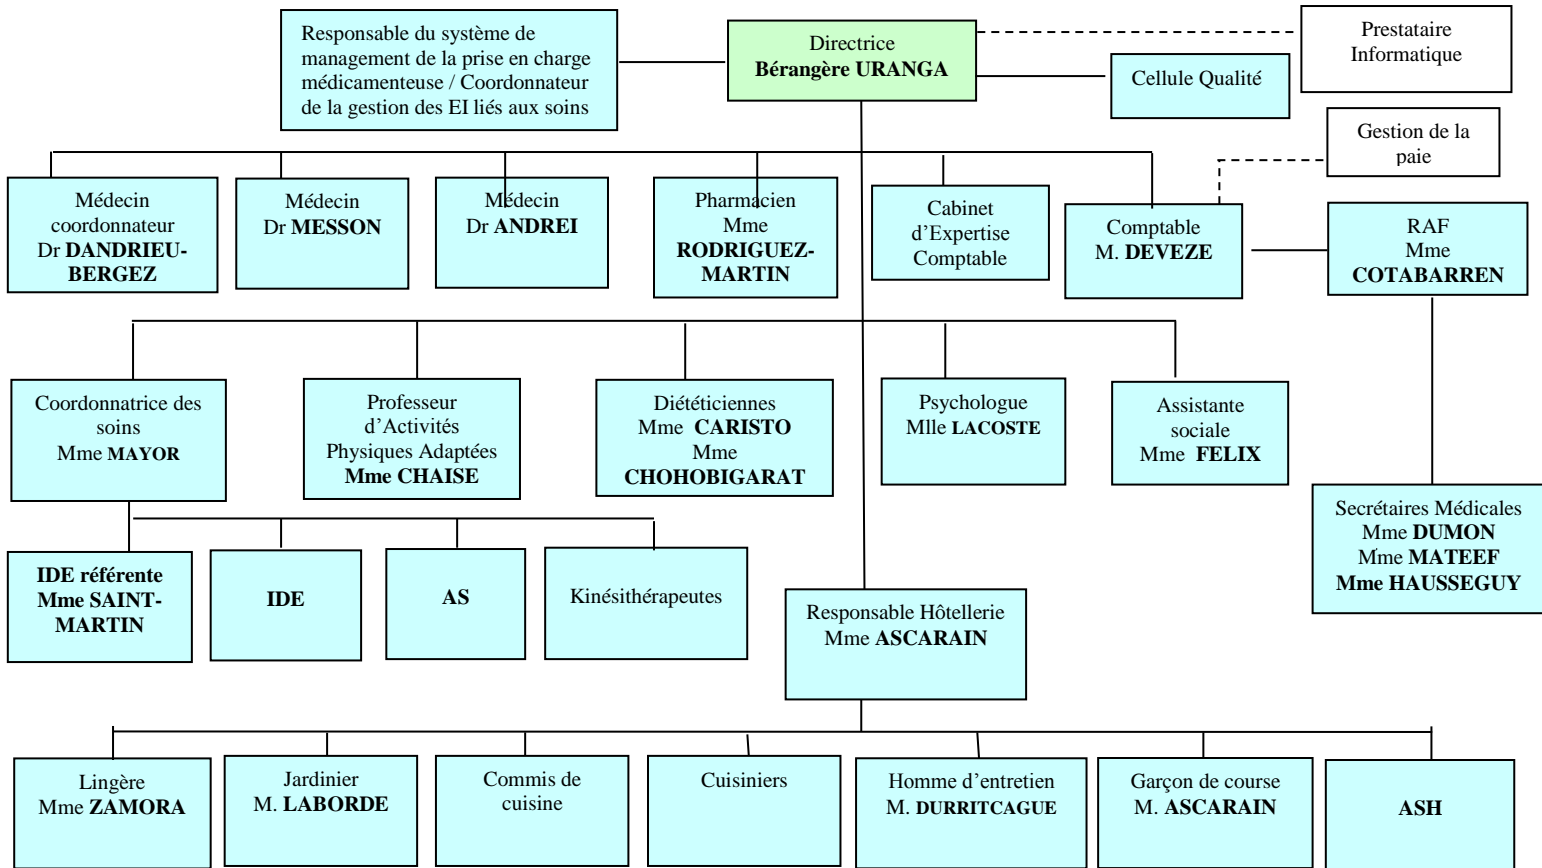 Responsable du système de
management de la prise en charge
médicamenteuse / Coordonnateur
de la gestion des EI liés aux soins
Directrice
Bérangère URANGA
Prestataire
Informatique
Cellule Qualité
Gestion de la
paie
Médecin
coordonnateur
Dr DANDRIEU-
BERGEZ
Médecin
Dr MESSON
Médecin
Dr ANDREI
Pharmacien
Mme
RODRIGUEZ-
MARTIN
Cabinet
d’Expertise
Comptable
Comptable
M. DEVEZE
RAF
Mme
COTABARREN
Coordonnatrice des
soins
Mme MAYOR
Professeur
d’Activités
Physiques Adaptées
Mme CHAISE
Diététiciennes
Mme CARISTO
Mme
CHOHOBIGARAT
Psychologue
Mlle LACOSTE
Assistante
sociale
Mme FELIX
Secrétaires Médicales
Mme DUMON
Mme MATEEF
Mme HAUSSEGUY
IDE référente
Mme SAINT-
MARTIN
IDE
AS
Kinésithérapeutes
Responsable Hôtellerie
Mme ASCARAIN
Lingère
Mme ZAMORA
Jardinier
M. LABORDE
Commis de
cuisine
Cuisiniers
Homme d’entretien
M. DURRITCAGUE
Garçon de course
M. ASCARAIN
ASH